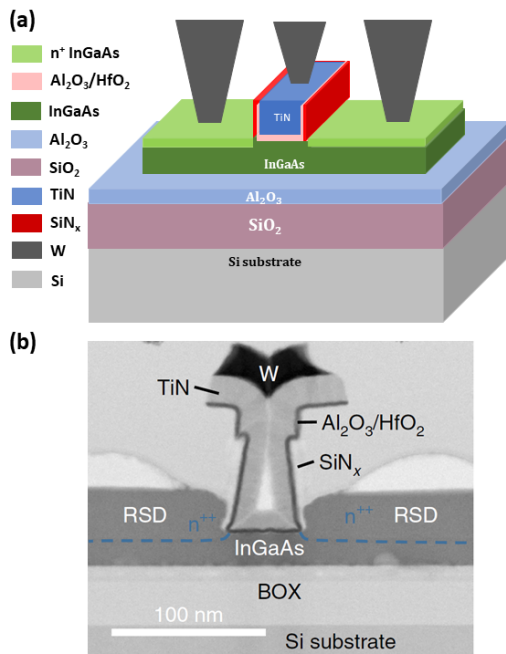 (a)
n⁺ InGaAs
Al₂O₃/HfO₂
InGaAs
Al₂O₃
SiO₂
TiN
SiNₓ
W
Si
TiN
InGaAs
Al₂O₃
SiO₂
Si substrate
(b)
W
TiN
Al₂O₃/HfO₂
SiNₓ
RSD
n⁺⁺
n⁺⁺
RSD
InGaAs
BOX
100 nm
Si substrate